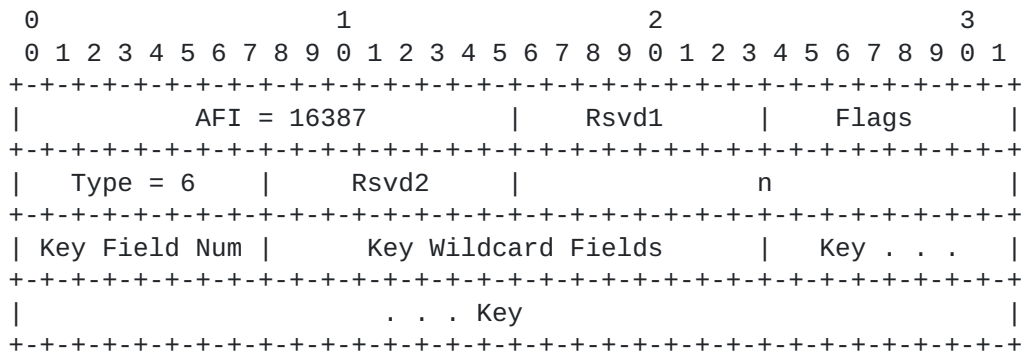 0                   1                   2                   3
 0 1 2 3 4 5 6 7 8 9 0 1 2 3 4 5 6 7 8 9 0 1 2 3 4 5 6 7 8 9 0 1
+-+-+-+-+-+-+-+-+-+-+-+-+-+-+-+-+-+-+-+-+-+-+-+-+-+-+-+-+-+-+-+-+
|           AFI = 16387         |    Rsvd1      |    Flags      |
+-+-+-+-+-+-+-+-+-+-+-+-+-+-+-+-+-+-+-+-+-+-+-+-+-+-+-+-+-+-+-+-+
|   Type = 6    |     Rsvd2     |               n               |
+-+-+-+-+-+-+-+-+-+-+-+-+-+-+-+-+-+-+-+-+-+-+-+-+-+-+-+-+-+-+-+-+
| Key Field Num |      Key Wildcard Fields      |   Key . . .   |
+-+-+-+-+-+-+-+-+-+-+-+-+-+-+-+-+-+-+-+-+-+-+-+-+-+-+-+-+-+-+-+-+
|                       . . . Key                               |
+-+-+-+-+-+-+-+-+-+-+-+-+-+-+-+-+-+-+-+-+-+-+-+-+-+-+-+-+-+-+-+-+